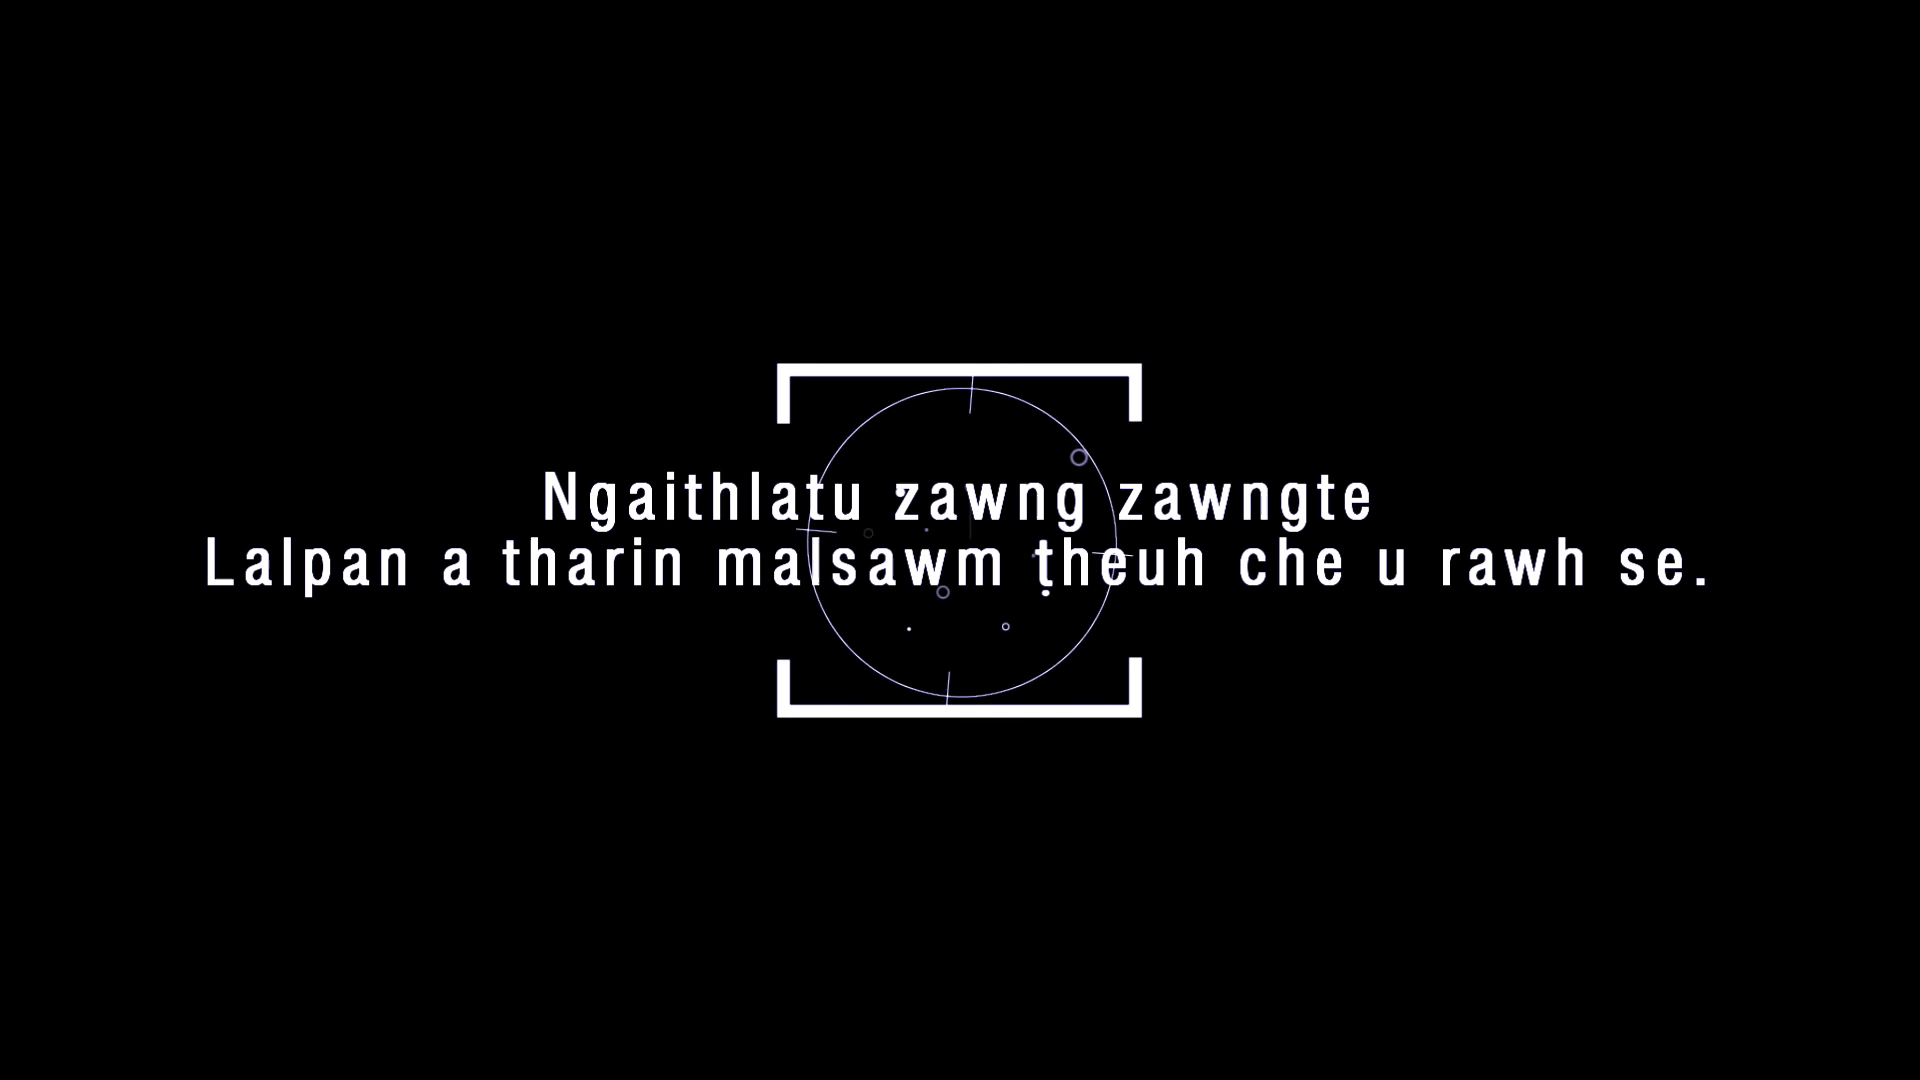 Ngaithlatu zawng zawngte
Lalpan a tharin malsawm ṭheuh che u rawh se.